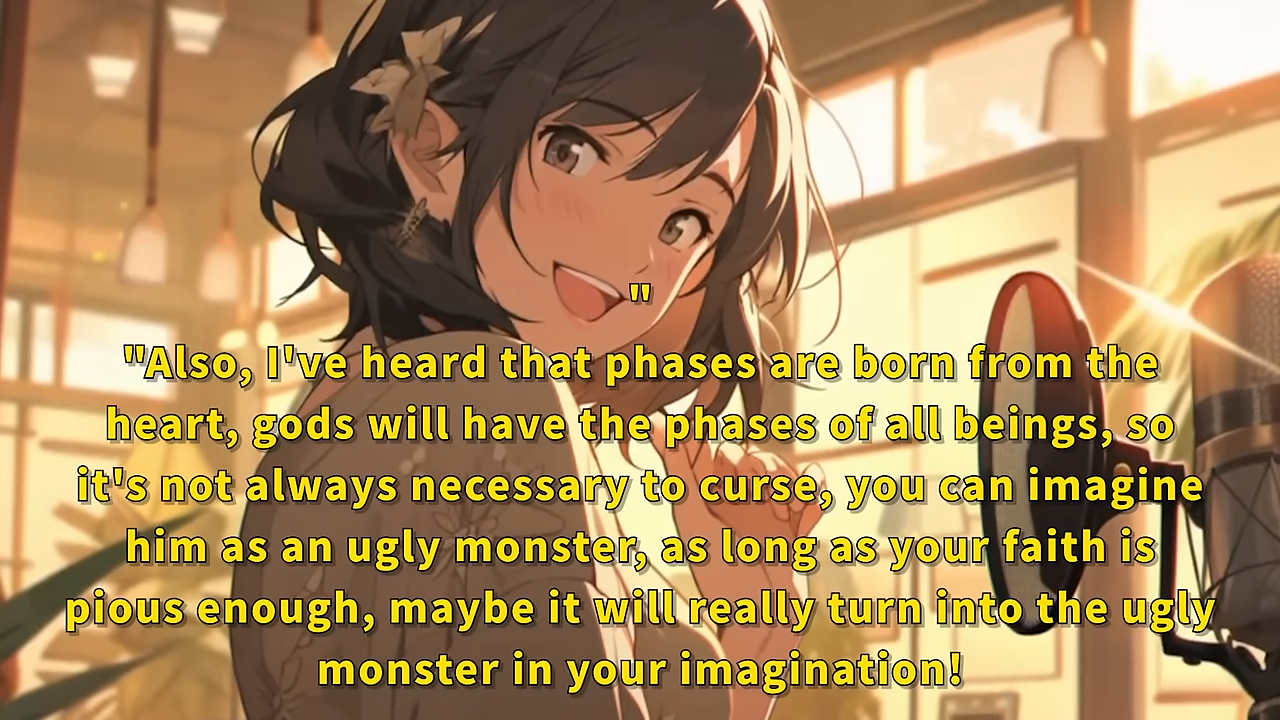 "
"Also, I've heard that phases are born from the
heart, gods will have the phases of all beings, so
it's not always necessary to curse, you can imagine
him as an ugly monster, as long as your faith is
pious enough, maybe it will really turn into the ugly
monster in your imagination!